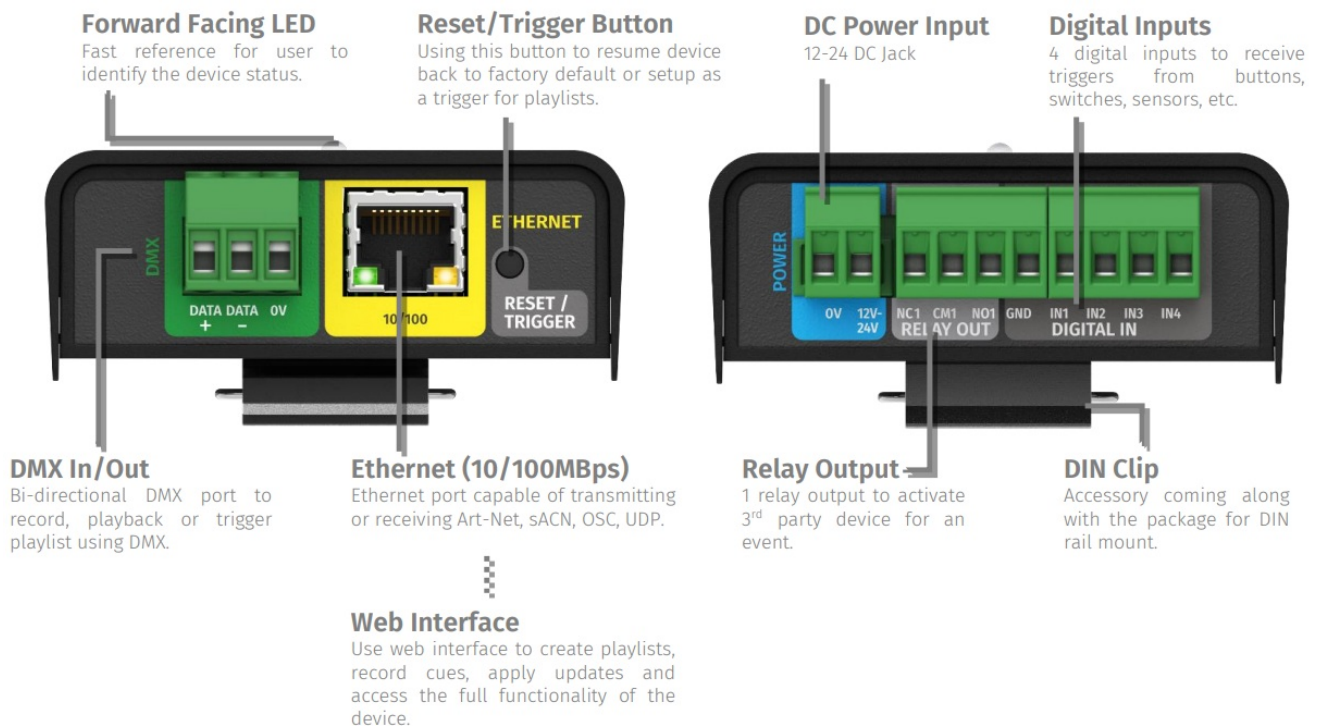 Forward Facing LED
Fast reference for user to
identify the device status.
Reset/Trigger Button
Using this button to resume device
back to factory default or setup as
a trigger for playlists.
DC Power Input
12-24 DC Jack
Digital Inputs
4 digital inputs to receive
triggers from buttons,
switches, sensors, etc.
DMX
DATA DATA 0V
+ –
ETHERNET
10/100
RESET /
TRIGGER
POWER
0V 12V-
24V
NC1 CM1 NO1 GND IN1 IN2 IN3 IN4
RELAY OUT DIGITAL IN
DMX In/Out
Bi-directional DMX port to
record, playback or trigger
playlist using DMX.
Ethernet (10/100MBps)
Ethernet port capable of transmitting
or receiving Art-Net, sACN, OSC, UDP.
Relay Output
1 relay output to activate
3rd party device for an
event.
DIN Clip
Accessory coming along
with the package for DIN
rail mount.
Web Interface
Use web interface to create playlists,
record cues, apply updates and
access the full functionality of the
device.